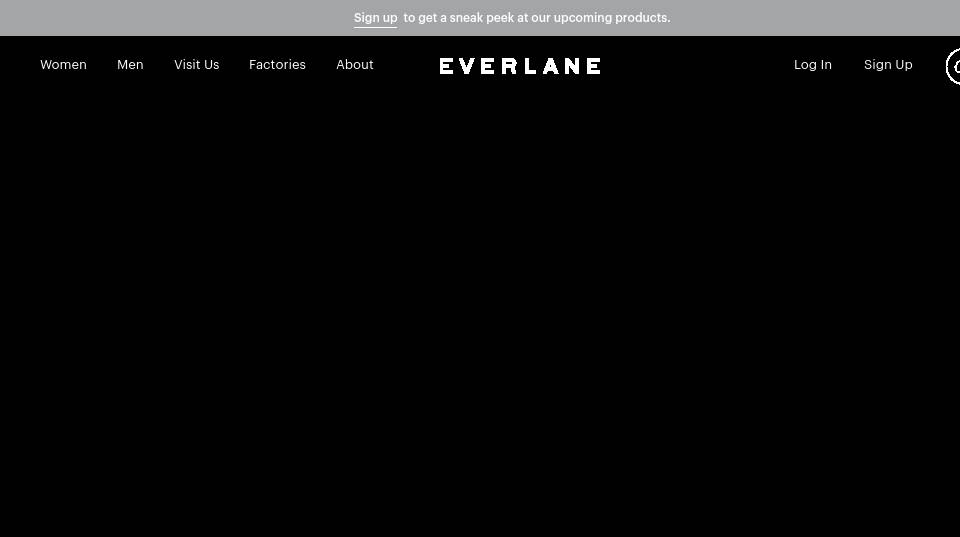 Sign up to get a sneak peek at our upcoming products.
Women Men Visit Us Factories About EVERLANE Log In Sign Up